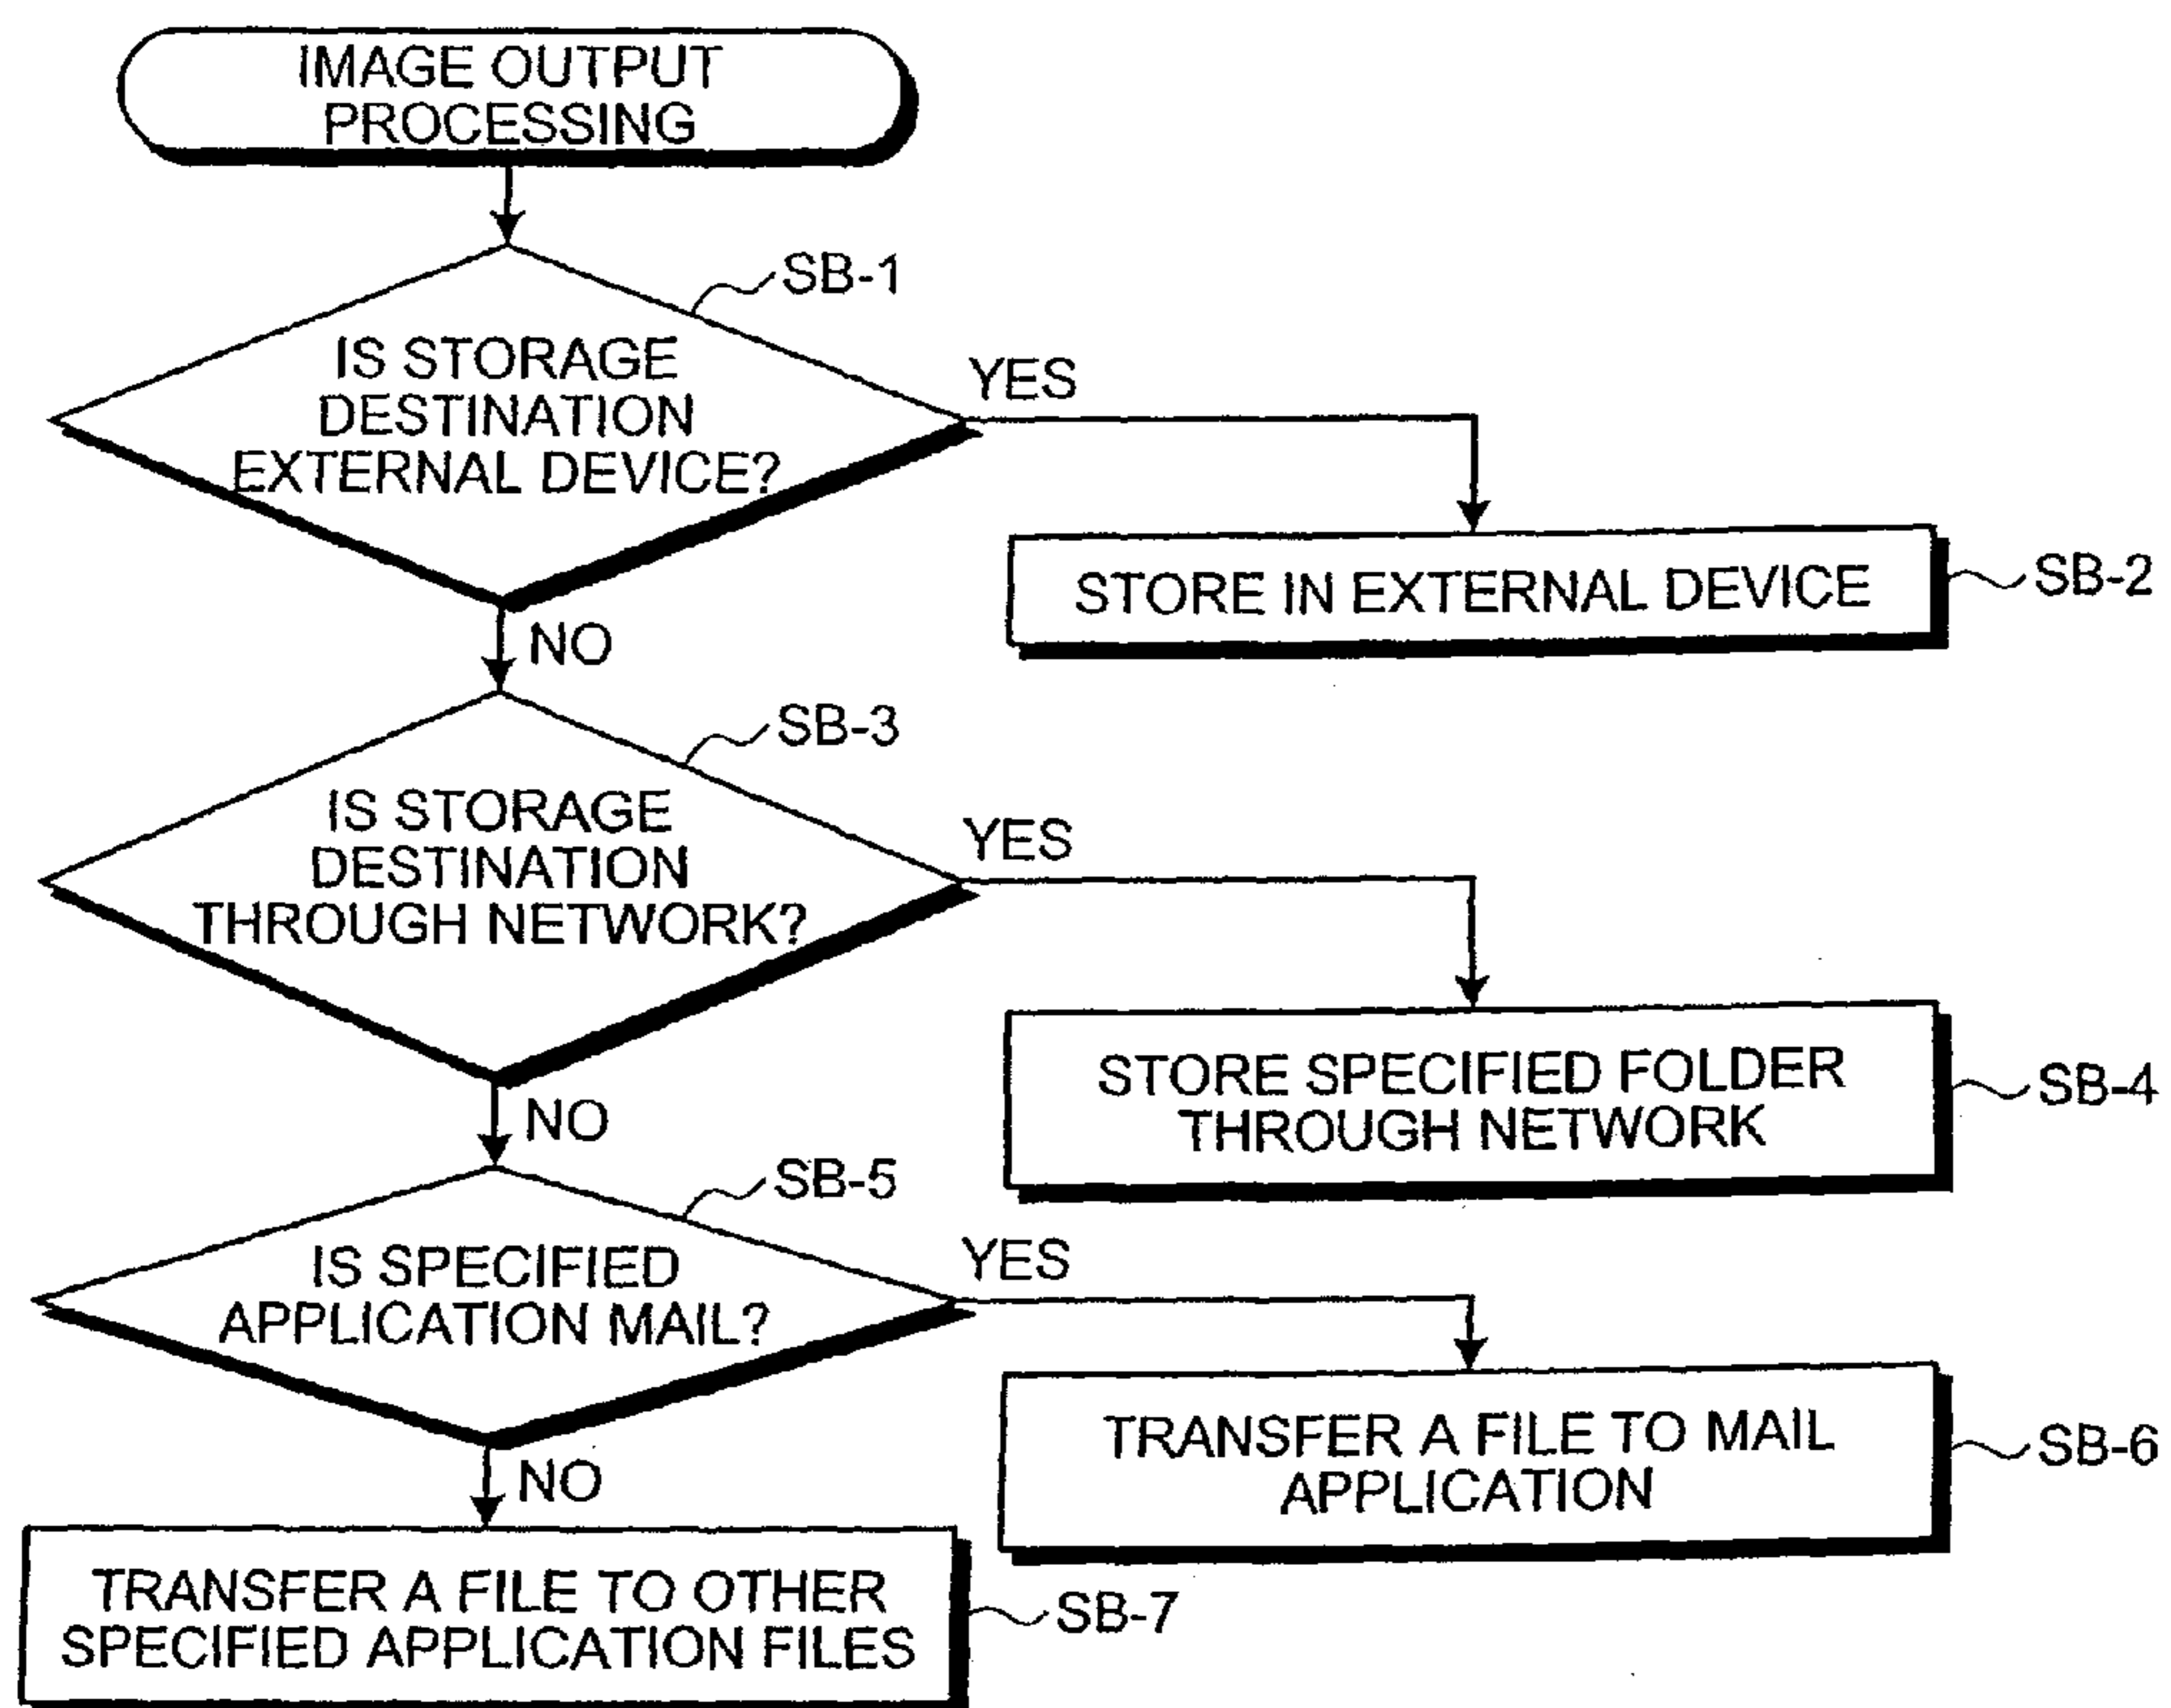 IMAGE OUTPUT
PROCESSING
SB-1
IS STORAGE
DESTINATION
EXTERNAL DEVICE?
YES
STORE IN EXTERNAL DEVICE
SB-2
NO
SB-3
IS STORAGE
DESTINATION
THROUGH NETWORK?
YES
STORE SPECIFIED FOLDER
THROUGH NETWORK
SB-4
NO
SB-5
IS SPECIFIED
APPLICATION MAIL?
YES
TRANSFER A FILE TO MAIL
APPLICATION
SB-6
NO
TRANSFER A FILE TO OTHER
SPECIFIED APPLICATION FILES
SB-7